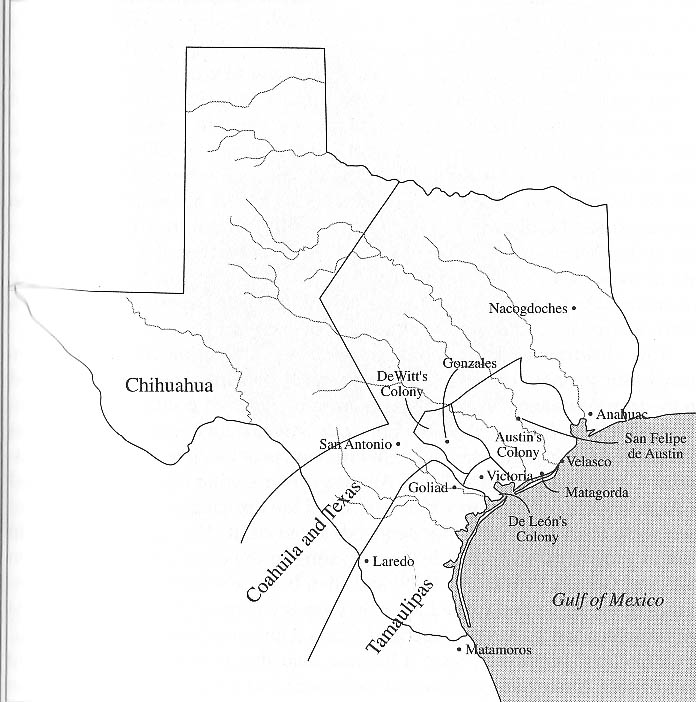 Nacogdoches
Gonzales
DeWitt's
Colony
Chihuahua
Anahuac
San Felipe
de Austin
Austin's
Colony
San Antonio
Velasco
Victoria
Goliad
Matagorda
De León's
Colony
Coahuila and Texas
Laredo
Gulf of Mexico
Tamaulipas
Matamoros